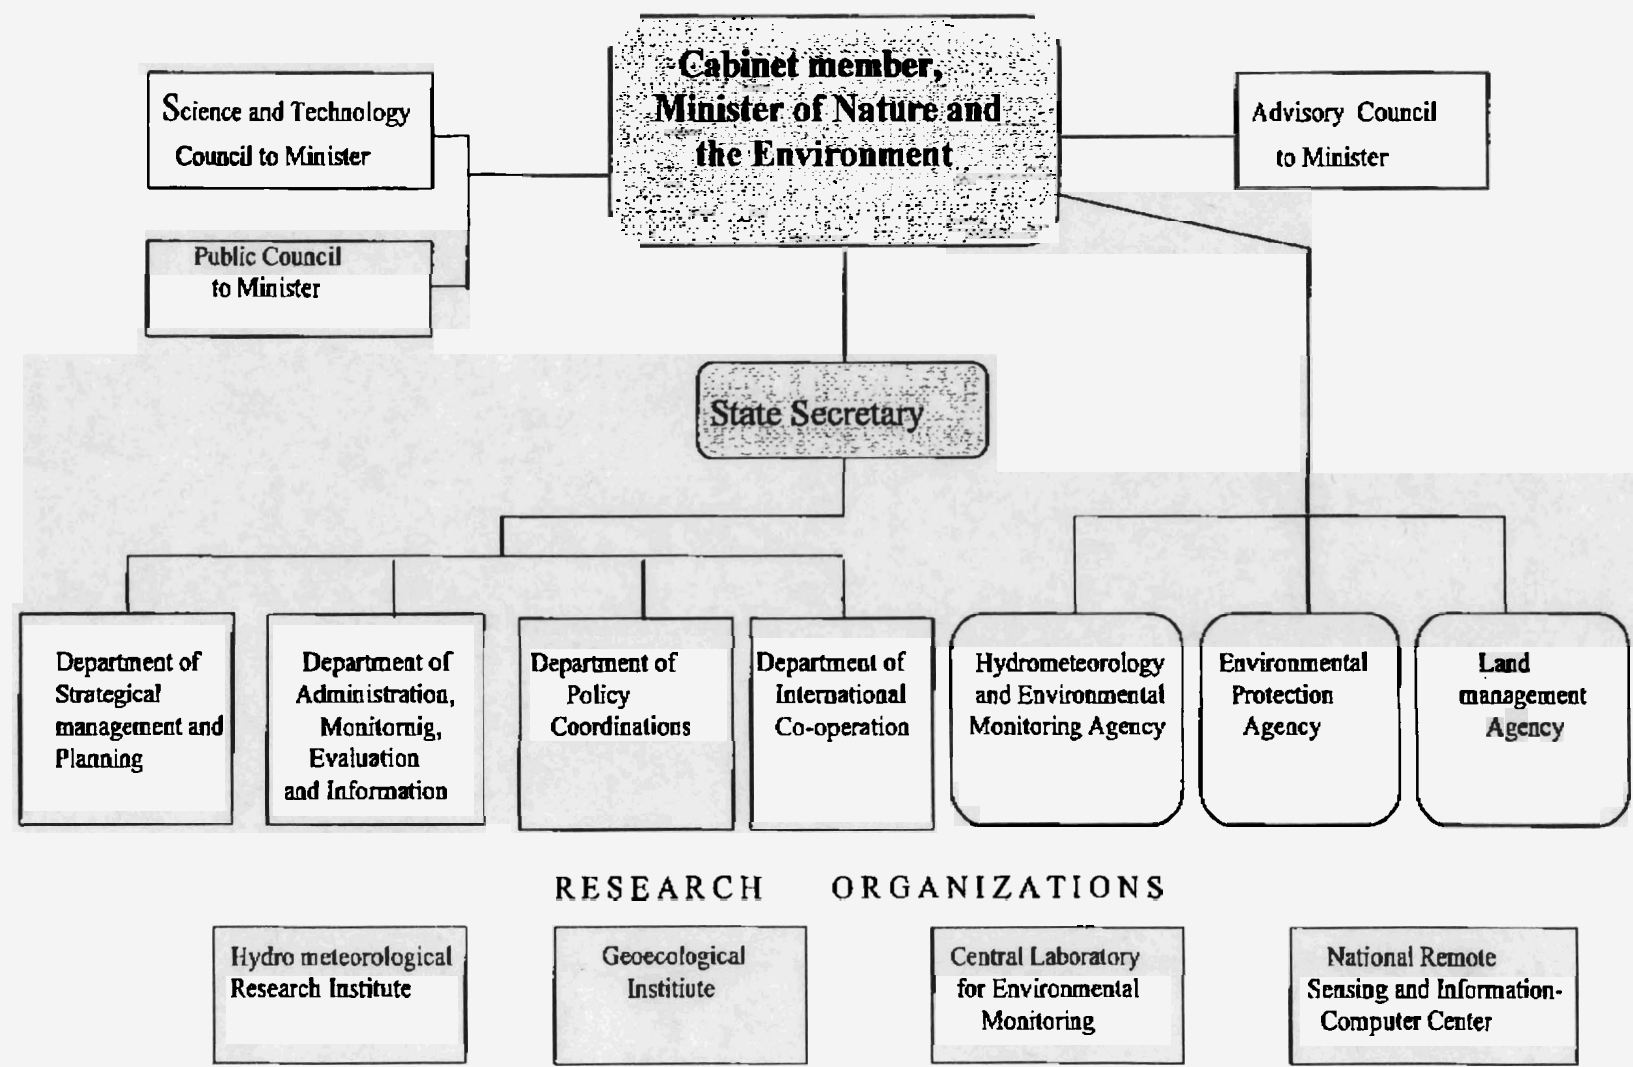 Cabinet member,
Minister of Nature and
the Environment
Science and Technology
Council to Minister
Advisory Council
to Minister
Public Council
to Minister
State Secretary
Department of
Strategical
management and
Planning
Department of
Administration,
Monitornig,
Evaluation
and Information
Department of
Policy
Coordinations
Department of
International
Co-operation
Hydrometeorology
and Environmental
Monitoring Agency
Environmental
Protection
Agency
Land
management
Agency
RESEARCH ORGANIZATIONS
Hydro meteorological
Research Institute
Geoecological
Institiute
Central Laboratory
for Environmental
Monitoring
National Remote
Sensing and Information-
Computer Center